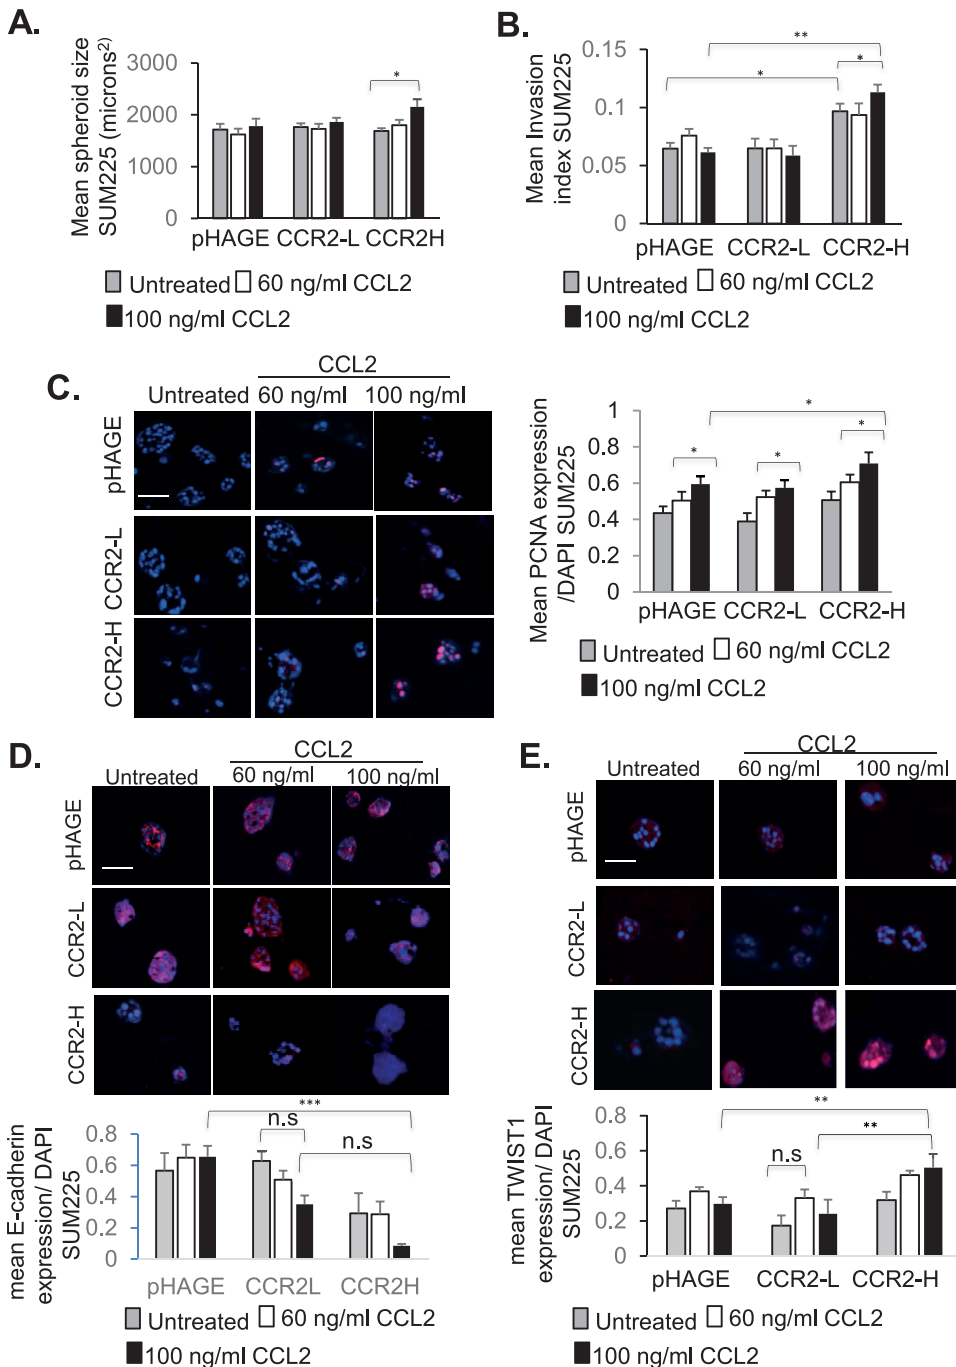 A.
Mean spheroid size
SUM225 (microns²)
3000
2000
1000
0
*
pHAGE CCR2-L CCR2H
Untreated 60 ng/ml CCL2
100 ng/ml CCL2
B.
Mean Invasion
index SUM225
0.15
0.1
0.05
0
**
*
*
pHAGE CCR2-L CCR2-H
Untreated 60 ng/ml CCL2
100 ng/ml CCL2
C.
CCL2
Untreated 60 ng/ml 100 ng/ml
pHAGE
CCR2-L
CCR2-H
Mean PCNA expression
/DAPI SUM225
1
0.8
0.6
0.4
0.2
0
*
*
*
*
pHAGE CCR2-L CCR2-H
Untreated 60 ng/ml CCL2
100 ng/ml CCL2
D.
CCL2
Untreated 60 ng/ml 100 ng/ml
pHAGE
CCR2-L
CCR2-H
mean E-cadherin
expression/ DAPI
SUM225
0.8
0.6
0.4
0.2
0
***
n.s
n.s
pHAGE CCR2L CCR2H
Untreated 60 ng/ml CCL2
100 ng/ml CCL2
E.
CCL2
Untreated 60 ng/ml 100 ng/ml
pHAGE
CCR2-L
CCR2-H
mean TWIST1
expression/ DAPI
SUM225
0.8
0.6
0.4
0.2
0
**
**
n.s
pHAGE CCR2-L CCR2-H
Untreated 60 ng/ml CCL2
100 ng/ml CCL2